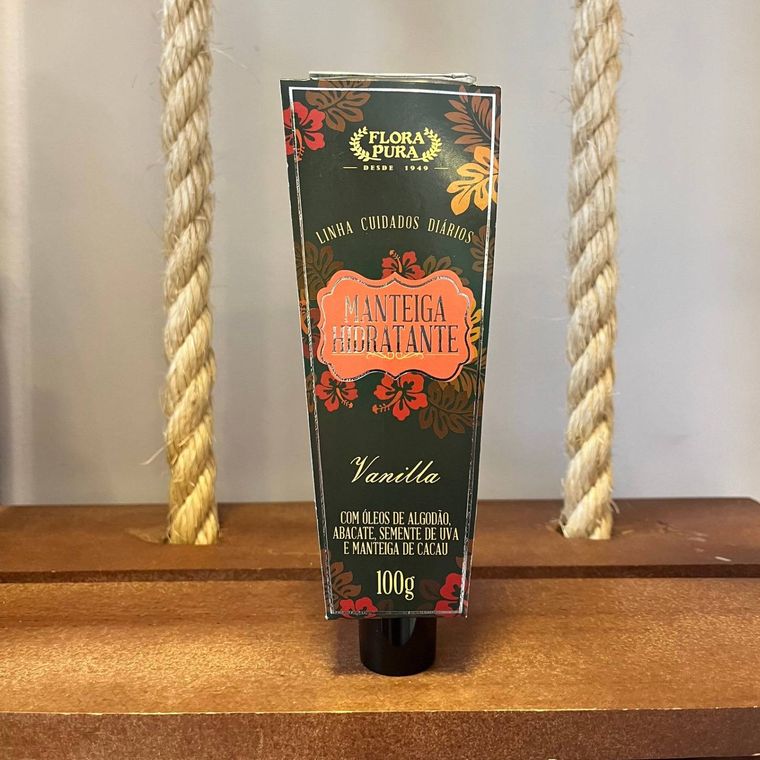 FLORA
PURA
DESDE 1949
LINHA CUIDADOS DIÁRIOS
MANTEIGA
HIDRATANTE
Vanilla
COM ÓLEOS DE ALGODÃO,
ABACATE, SEMENTE DE UVA
E MANTEIGA DE CACAU
100g